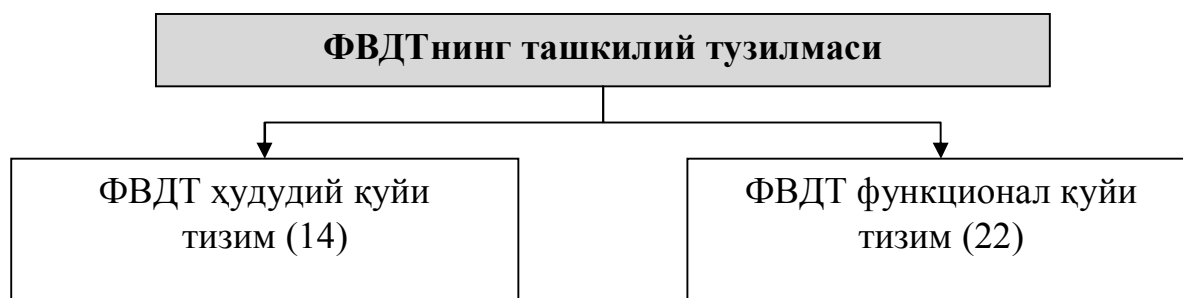 ФВДТнинг ташкилий тузилмаси
ФВДТ ҳудудий қуйи
тизим (14)
ФВДТ функционал қуйи
тизим (22)